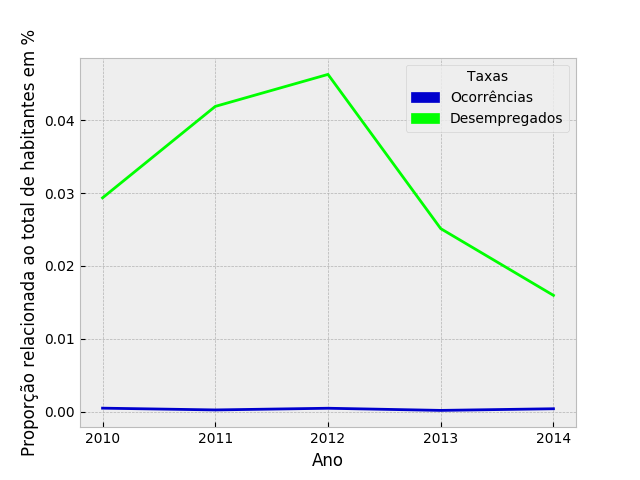 Proporção relacionada ao total de habitantes em %
Taxas
Ocorrências
Desempregados
0.04
0.03
0.02
0.01
0.00
2010 2011 2012 2013 2014
Ano